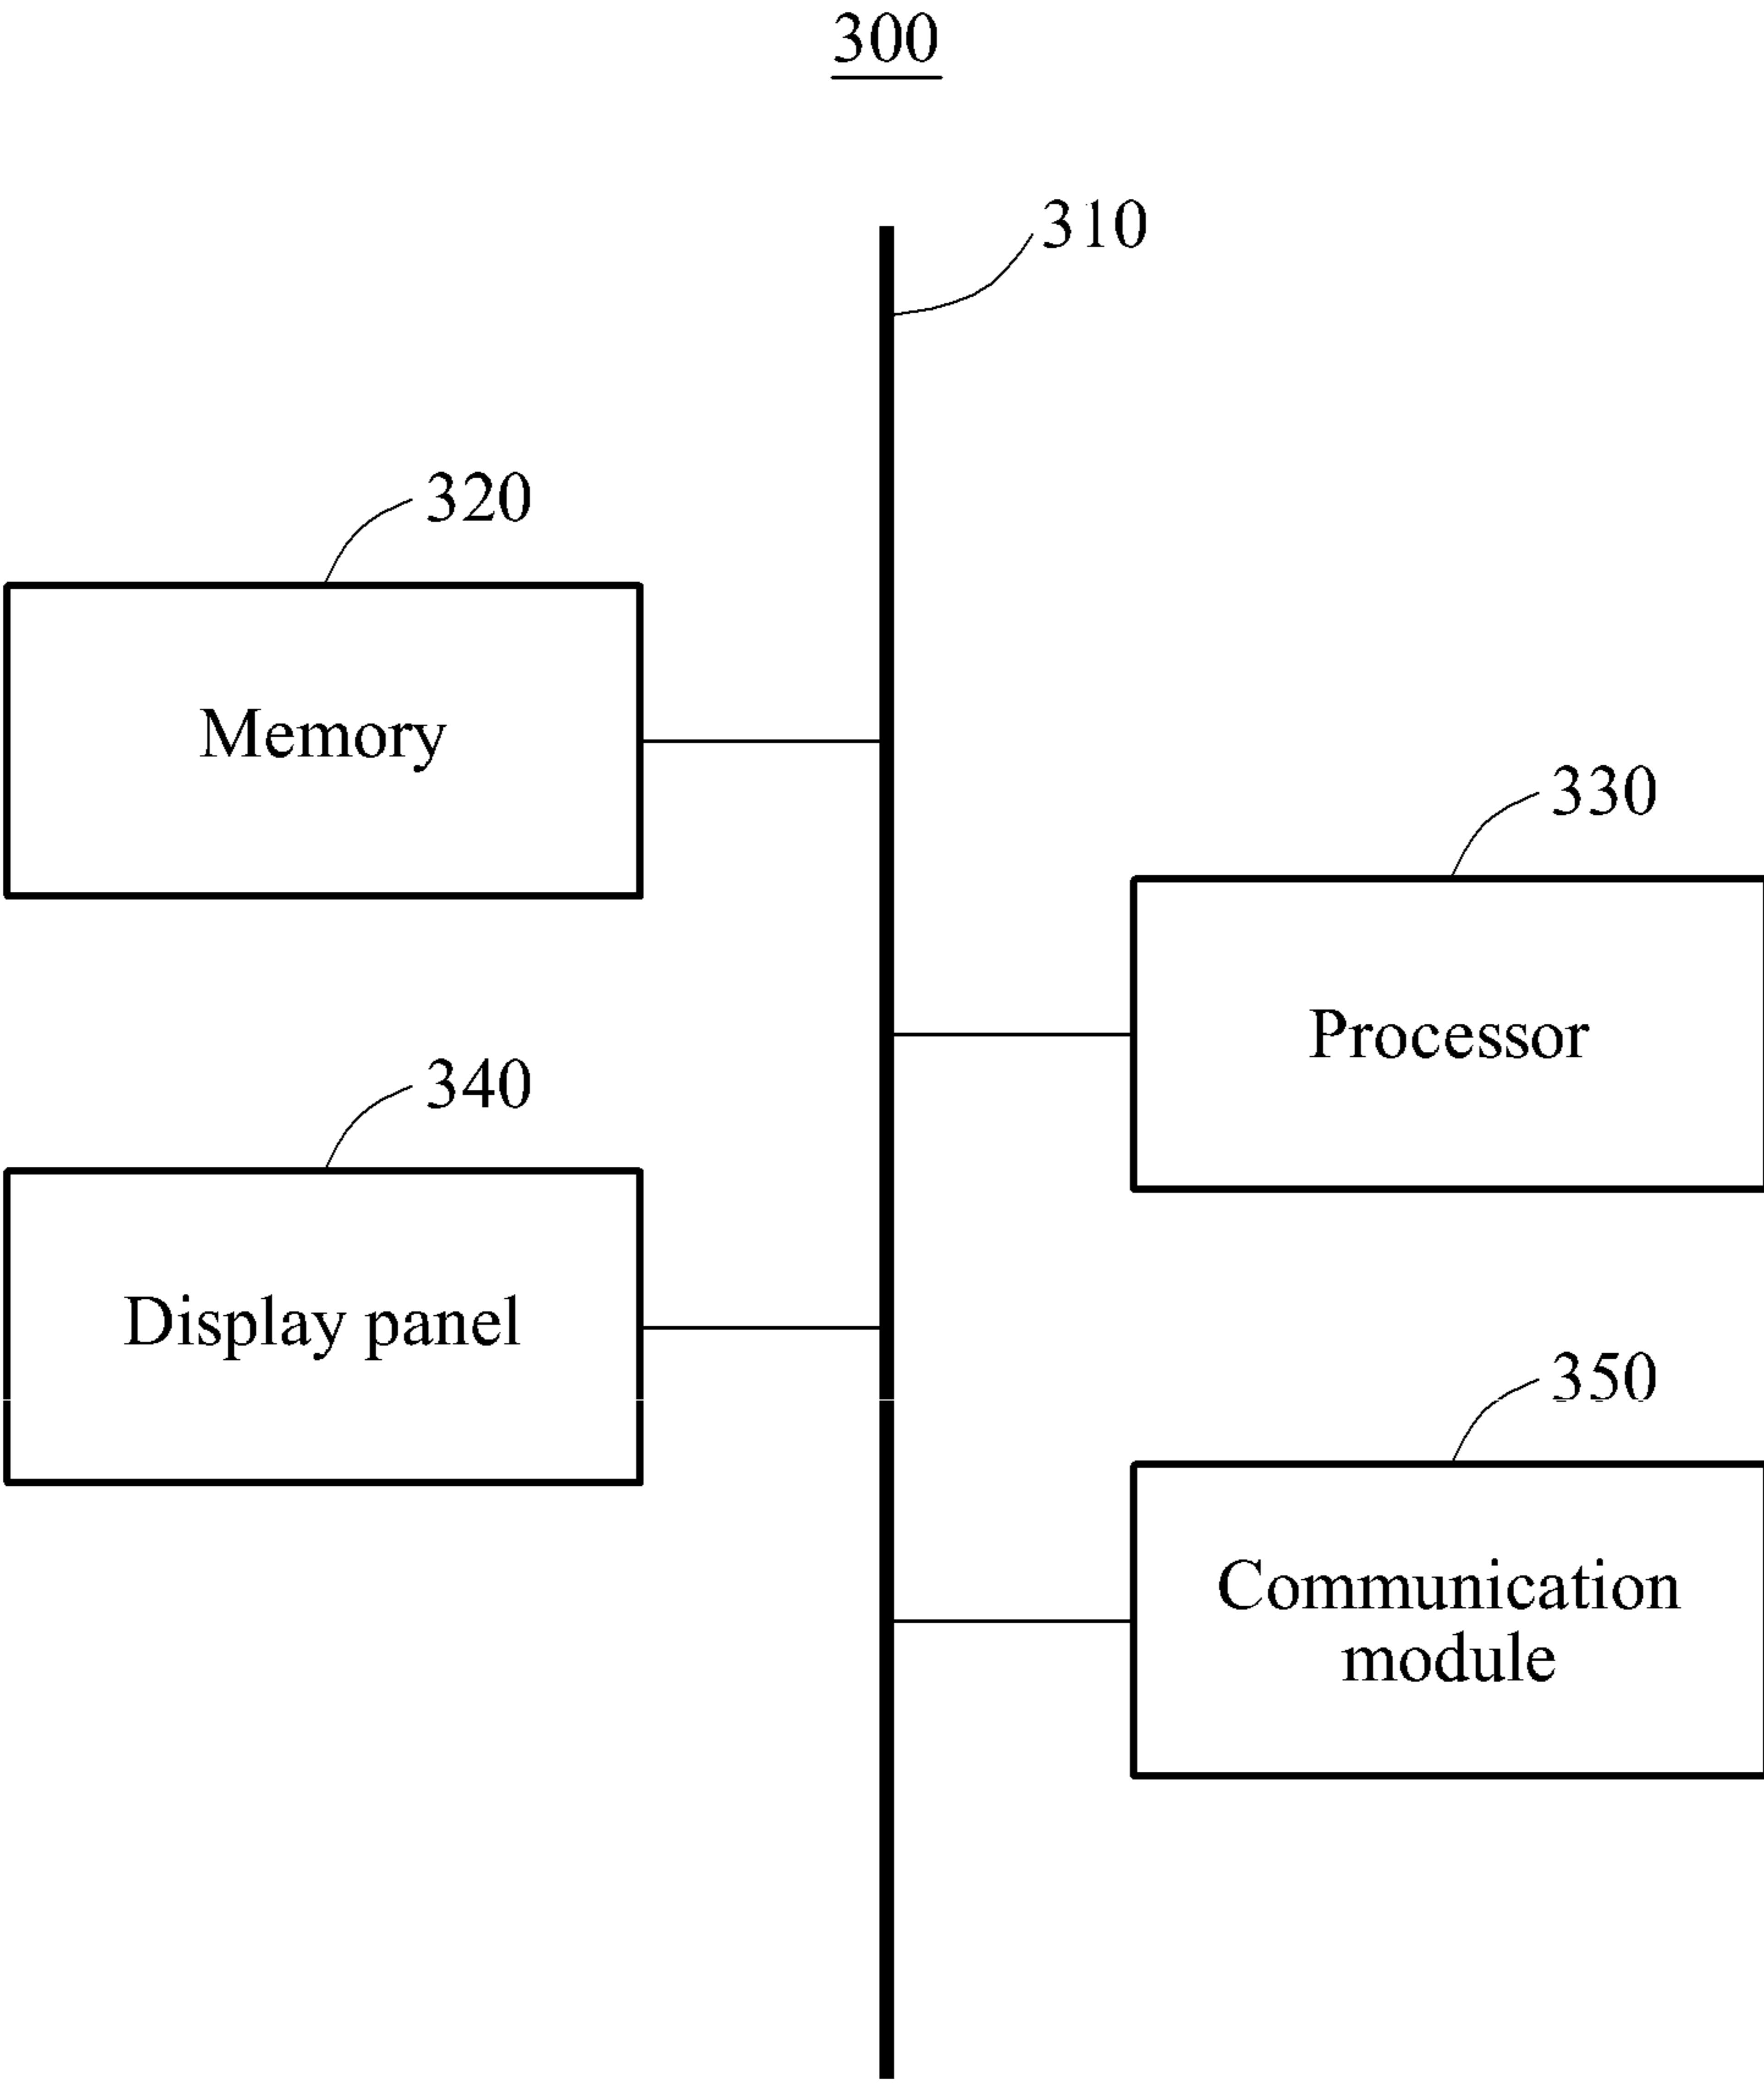 300
310
320
Memory
330
Processor
340
Display panel
350
Communication
module